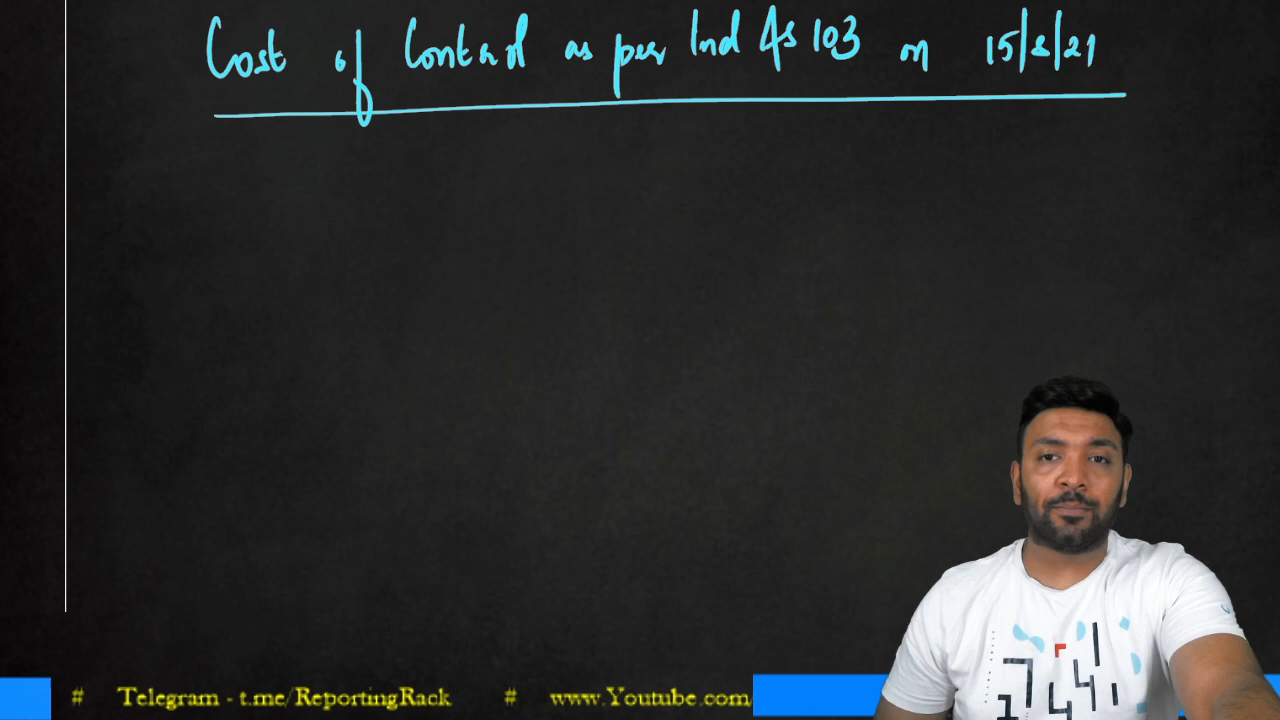 Cost of Control as per Ind As 103 on 15/8/21
# Telegram - t.me/ReportingRack # www.Youtube.com/